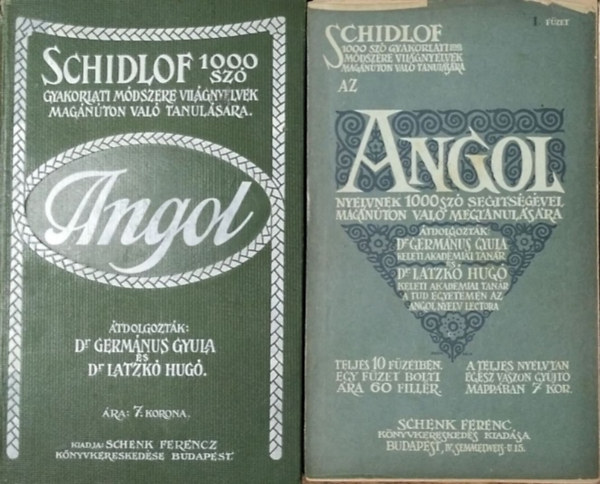 SCHIDLOF 1000
SZÓ
GYAKORLATI MÓDSZERE VILÁGNYELVEK
MAGÁNÚTON VALÓ TANULÁSÁRA.
Angol
ÁTDOLGOZTÁK:
Dr GERMÁNUS GYULA
ÉS
Dr LATZKÓ HUGÓ.
ÁRA: 7. KORONA.
KIADJA: SCHENK FERENCZ
KÖNYVKERESKEDÉSE BUDAPEST.
1 FÜZET
SCHIDLOF
1000 SZÓ GYAKORLATI
MÓDSZERE VILÁGNYELVEK
MAGÁNÚTON VALÓ TANULÁSÁRA
AZ
ANGOL
NYELVNEK 1000 SZÓ SEGÍTSÉGÉVEL
MAGÁNÚTON VALÓ MEGTANULÁSÁRA
ÁTDOLGOZTÁK
Dr GERMÁNUS GYULA
KELETI AKADÉMIAI TANÁR
ÉS
Dr LATZKÓ HUGÓ
KELETI AKADÉMIAI TANÁR
A TUD EGYETEMEN AZ
ANGOL NYELV LECTORA
TELJES 10 FÜZETBEN.
EGY FÜZET BOLTI
ÁRA 60 FILLÉR.
A TELJES NYELVTAN
EGÉSZ VÁSZON GYŰJTŐ
MAPPÁBAN 7 KOR.
SCHENK FERENC,
KÖNYVKERESKEDÉS KIADÁSA
BUDAPEST, IV, SEMMELWEIS-U 15.